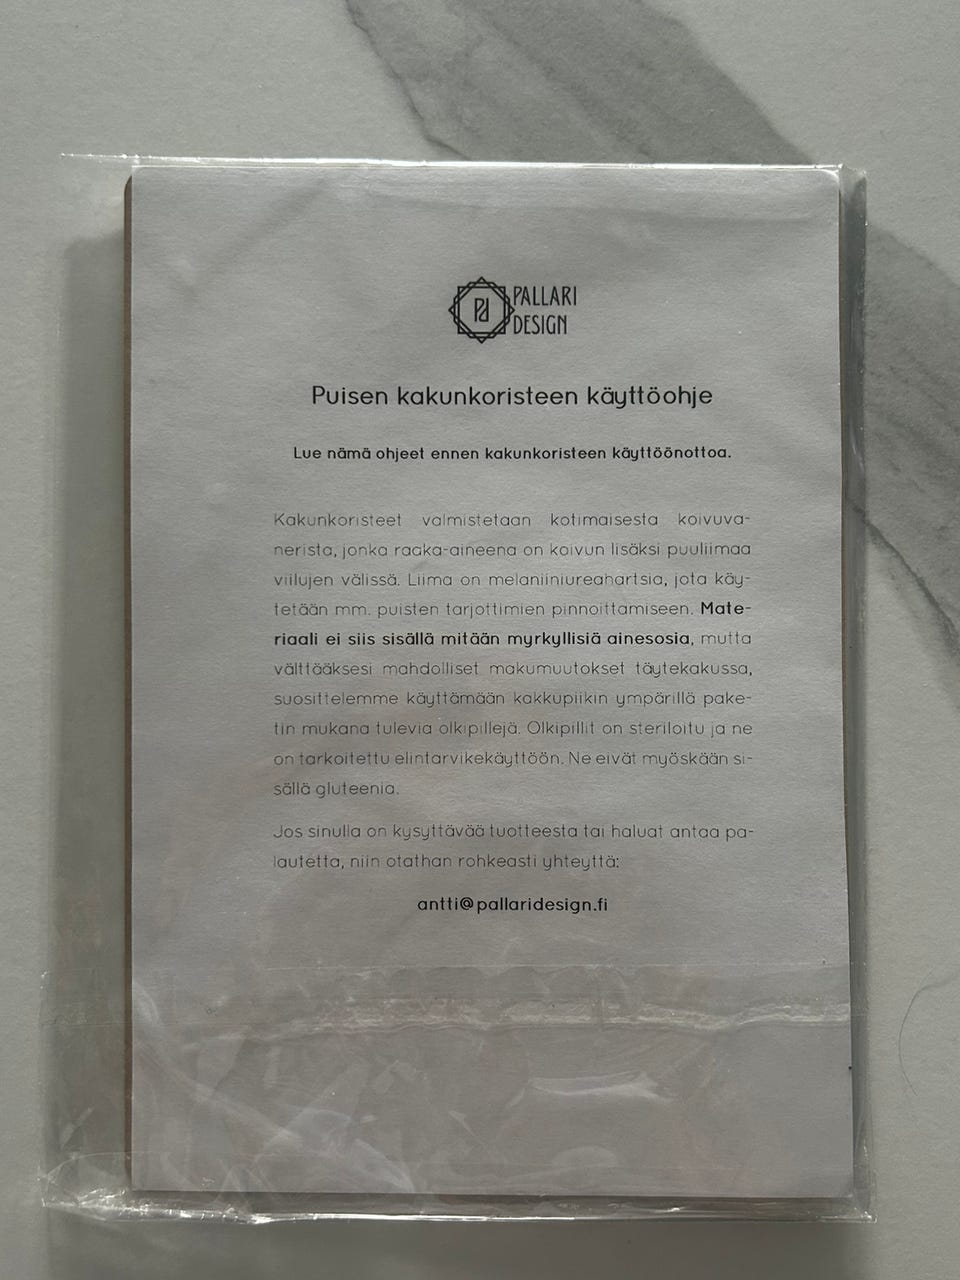 Pd
PALLARI
DESIGN
Puisen kakunkoristeen käyttöohje
Lue nämä ohjeet ennen kakunkoristeen käyttöönottoa.
Kakunkoristeet valmistetaan kotimaisesta koivuva-
nerista, jonka raaka-aineena on koivun lisäksi puuliimaa
viilujen välissä. Liima on melaniiniureahartsia, jota käy-
tetään mm. puisten tarjottimien pinnoittamiseen. Mate-
riaali ei siis sisällä mitään myrkyllisiä ainesosia, mutta
välttääksesi mahdolliset makumuutokset täytekakussa,
suosittelemme käyttämään kakkupiikin ympärillä pake-
tin mukana tulevia olkipillejä. Olkipillit on steriloitu ja ne
on tarkoitettu elintarvikekäyttöön. Ne eivät myöskään si-
sällä gluteenia.
Jos sinulla on kysyttävää tuotteesta tai haluat antaa pa-
lautetta, niin otathan rohkeasti yhteyttä:
antti@pallaridesign.fi